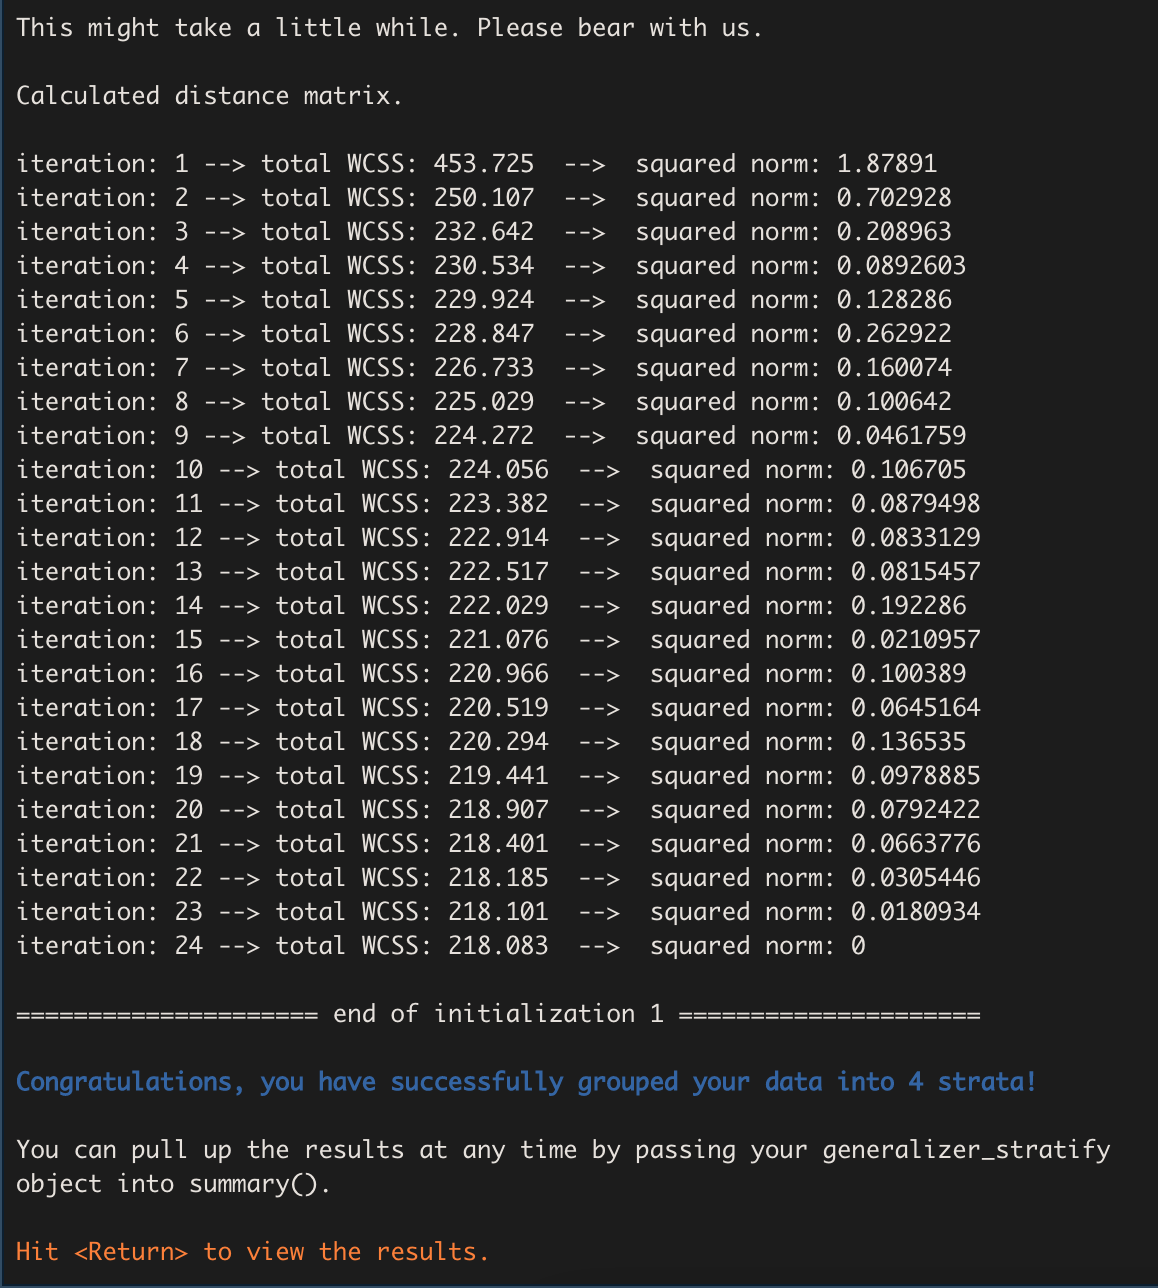 This might take a little while. Please bear with us.
Calculated distance matrix.
iteration: 1 --> total WCSS: 453.725  -->  squared norm: 1.87891
iteration: 2 --> total WCSS: 250.107  -->  squared norm: 0.702928
iteration: 3 --> total WCSS: 232.642  -->  squared norm: 0.208963
iteration: 4 --> total WCSS: 230.534  -->  squared norm: 0.0892603
iteration: 5 --> total WCSS: 229.924  -->  squared norm: 0.128286
iteration: 6 --> total WCSS: 228.847  -->  squared norm: 0.262922
iteration: 7 --> total WCSS: 226.733  -->  squared norm: 0.160074
iteration: 8 --> total WCSS: 225.029  -->  squared norm: 0.100642
iteration: 9 --> total WCSS: 224.272  -->  squared norm: 0.0461759
iteration: 10 --> total WCSS: 224.056  -->  squared norm: 0.106705
iteration: 11 --> total WCSS: 223.382  -->  squared norm: 0.0879498
iteration: 12 --> total WCSS: 222.914  -->  squared norm: 0.0833129
iteration: 13 --> total WCSS: 222.517  -->  squared norm: 0.0815457
iteration: 14 --> total WCSS: 222.029  -->  squared norm: 0.192286
iteration: 15 --> total WCSS: 221.076  -->  squared norm: 0.0210957
iteration: 16 --> total WCSS: 220.966  -->  squared norm: 0.100389
iteration: 17 --> total WCSS: 220.519  -->  squared norm: 0.0645164
iteration: 18 --> total WCSS: 220.294  -->  squared norm: 0.136535
iteration: 19 --> total WCSS: 219.441  -->  squared norm: 0.0978885
iteration: 20 --> total WCSS: 218.907  -->  squared norm: 0.0792422
iteration: 21 --> total WCSS: 218.401  -->  squared norm: 0.0663776
iteration: 22 --> total WCSS: 218.185  -->  squared norm: 0.0305446
iteration: 23 --> total WCSS: 218.101  -->  squared norm: 0.0180934
iteration: 24 --> total WCSS: 218.083  -->  squared norm: 0
===================== end of initialization 1 =====================
Congratulations, you have successfully grouped your data into 4 strata!
You can pull up the results at any time by passing your generalizer_stratify
object into summary().
Hit <Return> to view the results.